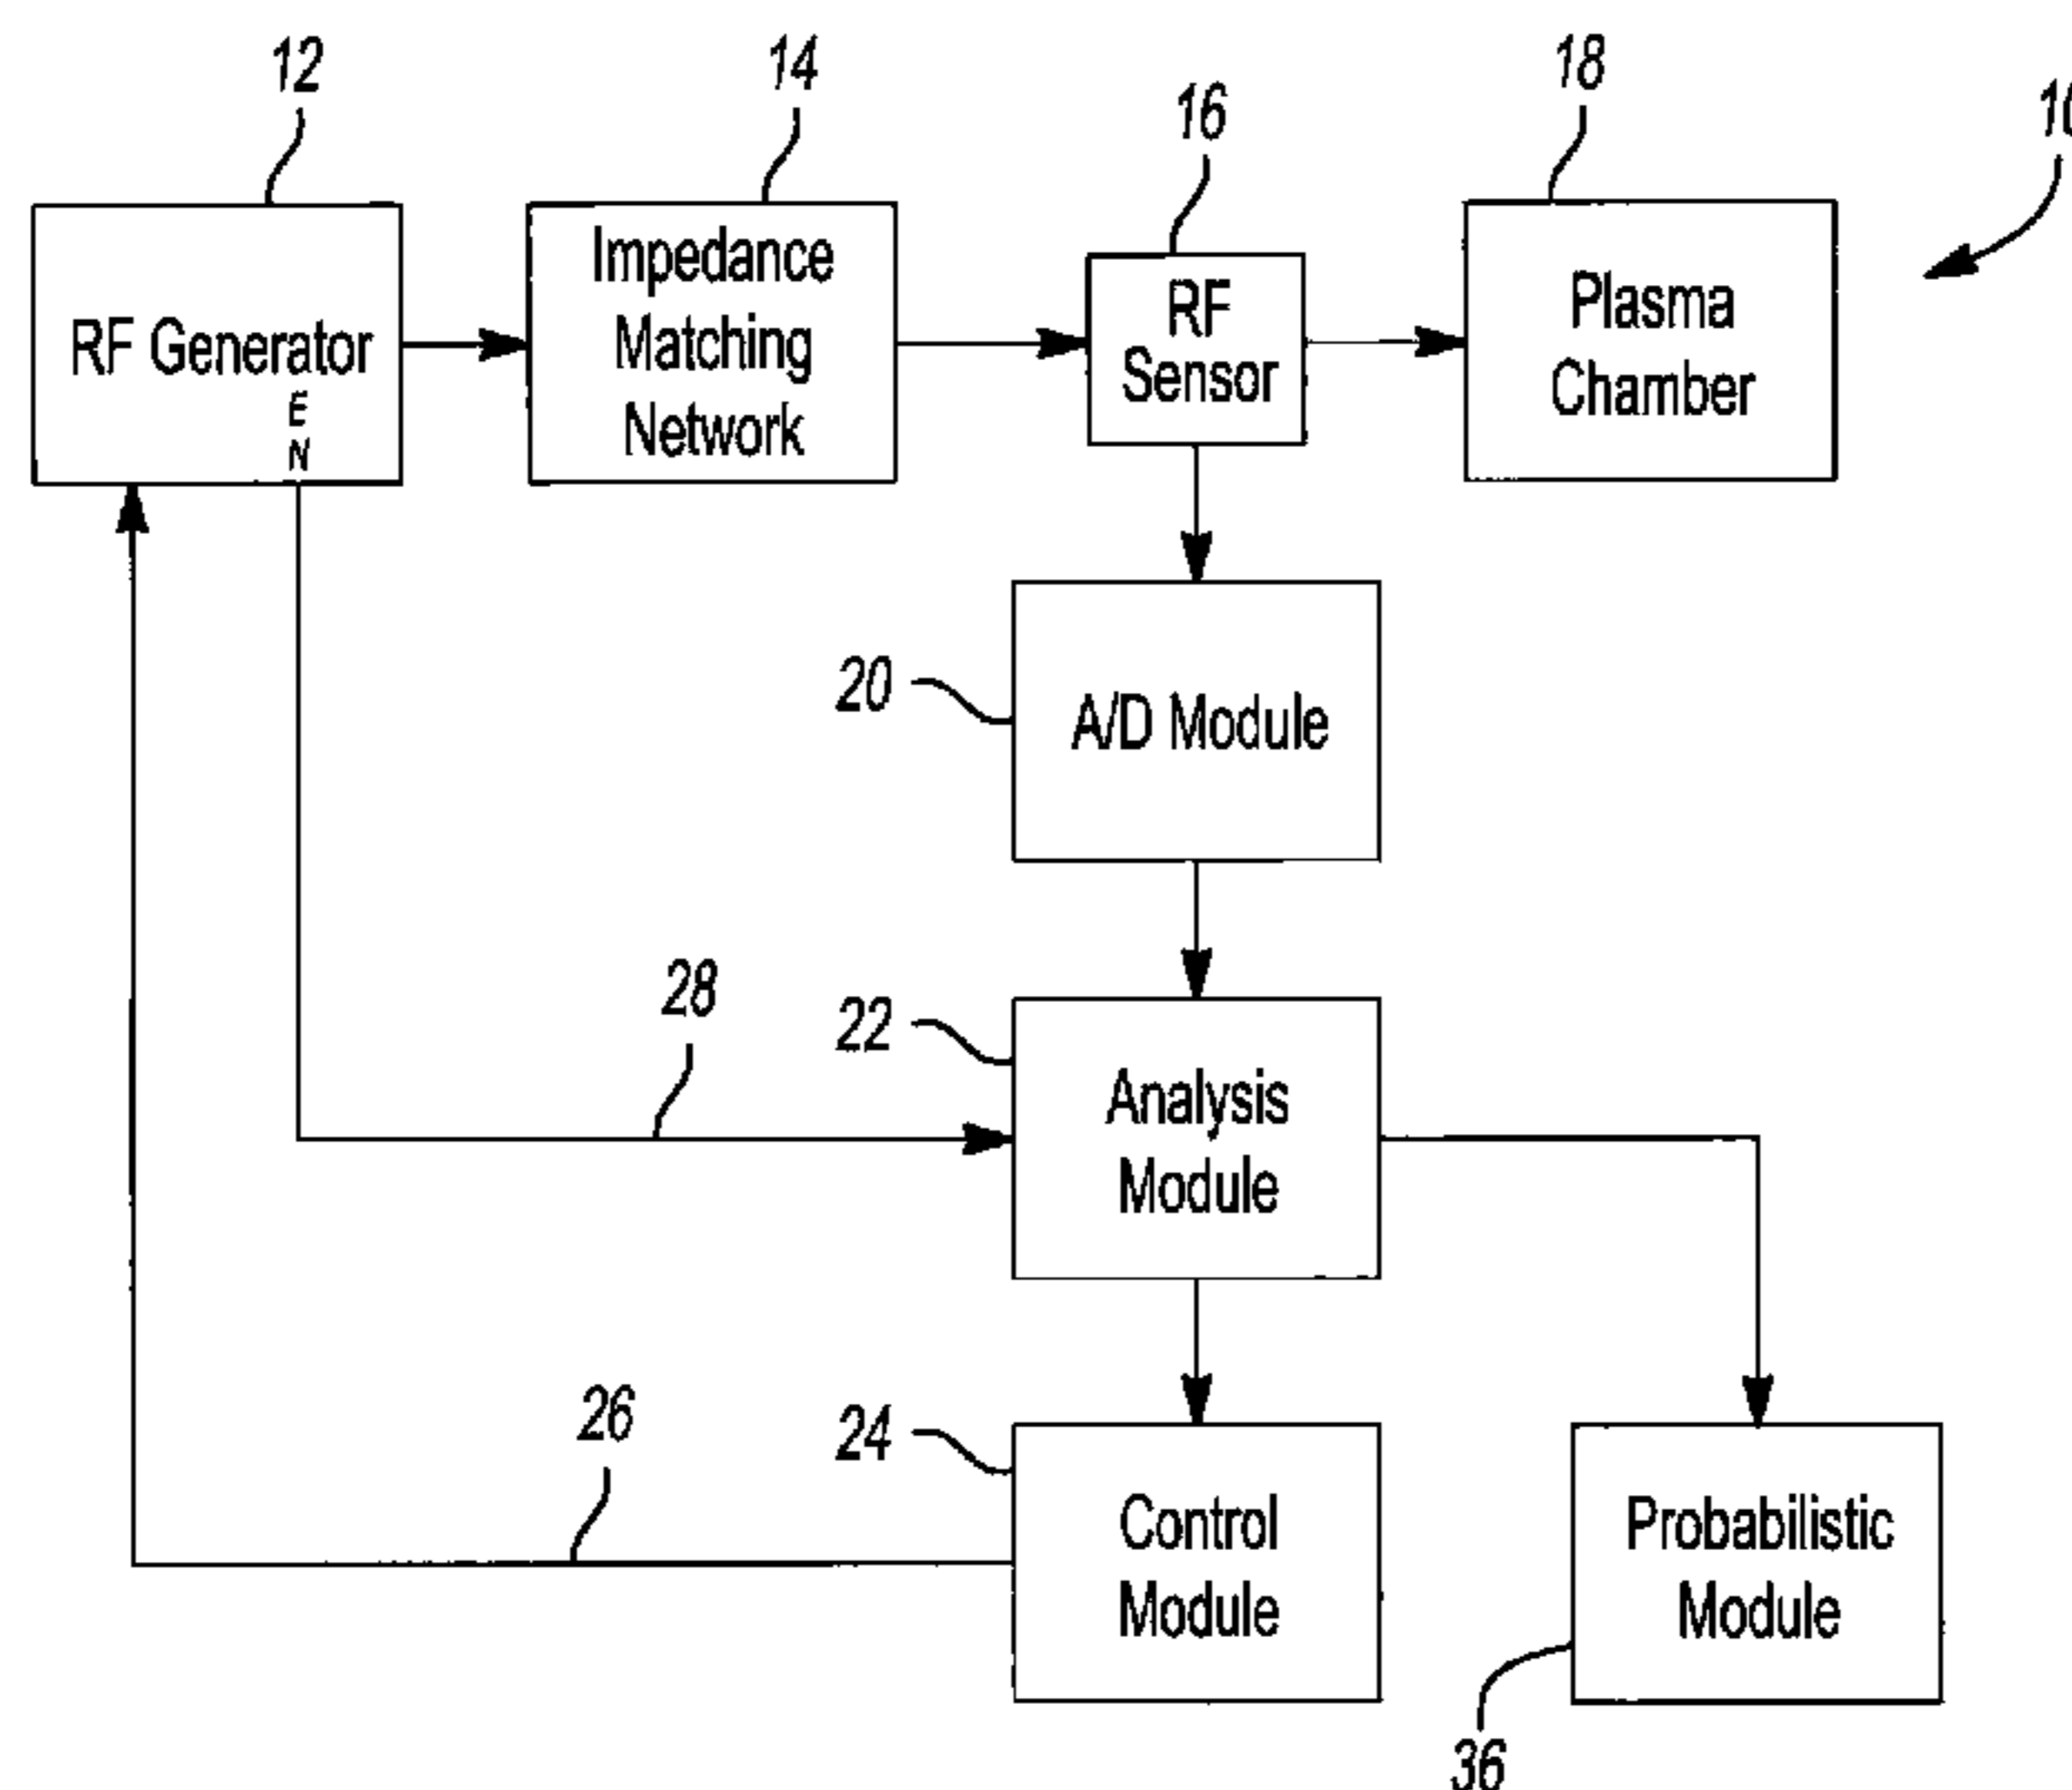 12
14
16
18
10
RF Generator
E
N
Impedance
Matching
Network
RF
Sensor
Plasma
Chamber
20
A/D Module
28
22
Analysis
Module
26
24
Control
Module
Probabilistic
Module
36